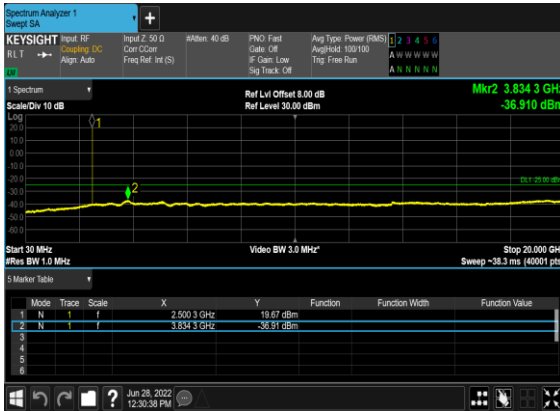 Spectrum Analyzer 1
Swept SA
+
KEYSIGHT Input: RF Input Z: 50 Ω #Atten: 40 dB PNO: Fast Avg Type: Power (RMS) 1 2 3 4 5 6
RLT Coupling: DC Corr CCorr Gate: Off Avg|Hold: 100/100 A W W W W W
Align: Auto Freq Ref: Int (S) IF Gain: Low Trig: Free Run
Sig Track: Off A N N N N N
1 Spectrum Ref Lvl Offset 8.00 dB Mkr2 3.834 3 GHz
Scale/Div 10 dB Ref Level 30.00 dBm -36.910 dBm
Log
20.0
10.0
0.00
-10.0
-20.0
-30.0
-40.0
-50.0
-60.0
1
2
DL1 -25.00 dBm
Start 30 MHz Video BW 3.0 MHz* Stop 20.000 GHz
#Res BW 1.0 MHz Sweep ~38.3 ms (40001 pts)
5 Marker Table
Mode Trace Scale X Y Function Function Width Function Value
1 N 1 f 2.500 3 GHz 19.67 dBm
2 N 1 f 3.834 3 GHz -36.91 dBm
3
4
5
6
? Jun 28, 2022
12:30:38 PM